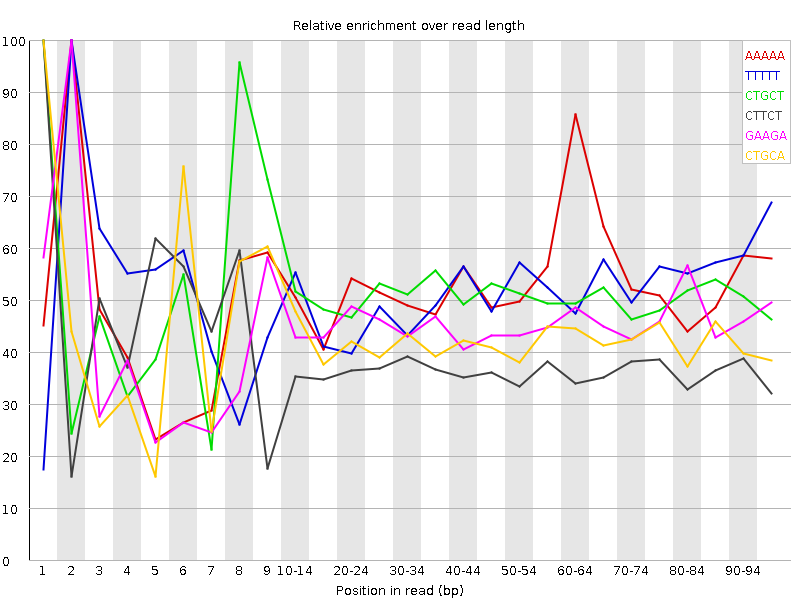 Relative enrichment over read length
100
90
80
70
60
50
40
30
20
10
0
AAAAA
TTTTT
CTGCT
CTTCT
GAAGA
CTGCA
1 2 3 4 5 6 7 8 9 10-14 20-24 30-34 40-44 50-54 60-64 70-74 80-84 90-94
Position in read (bp)